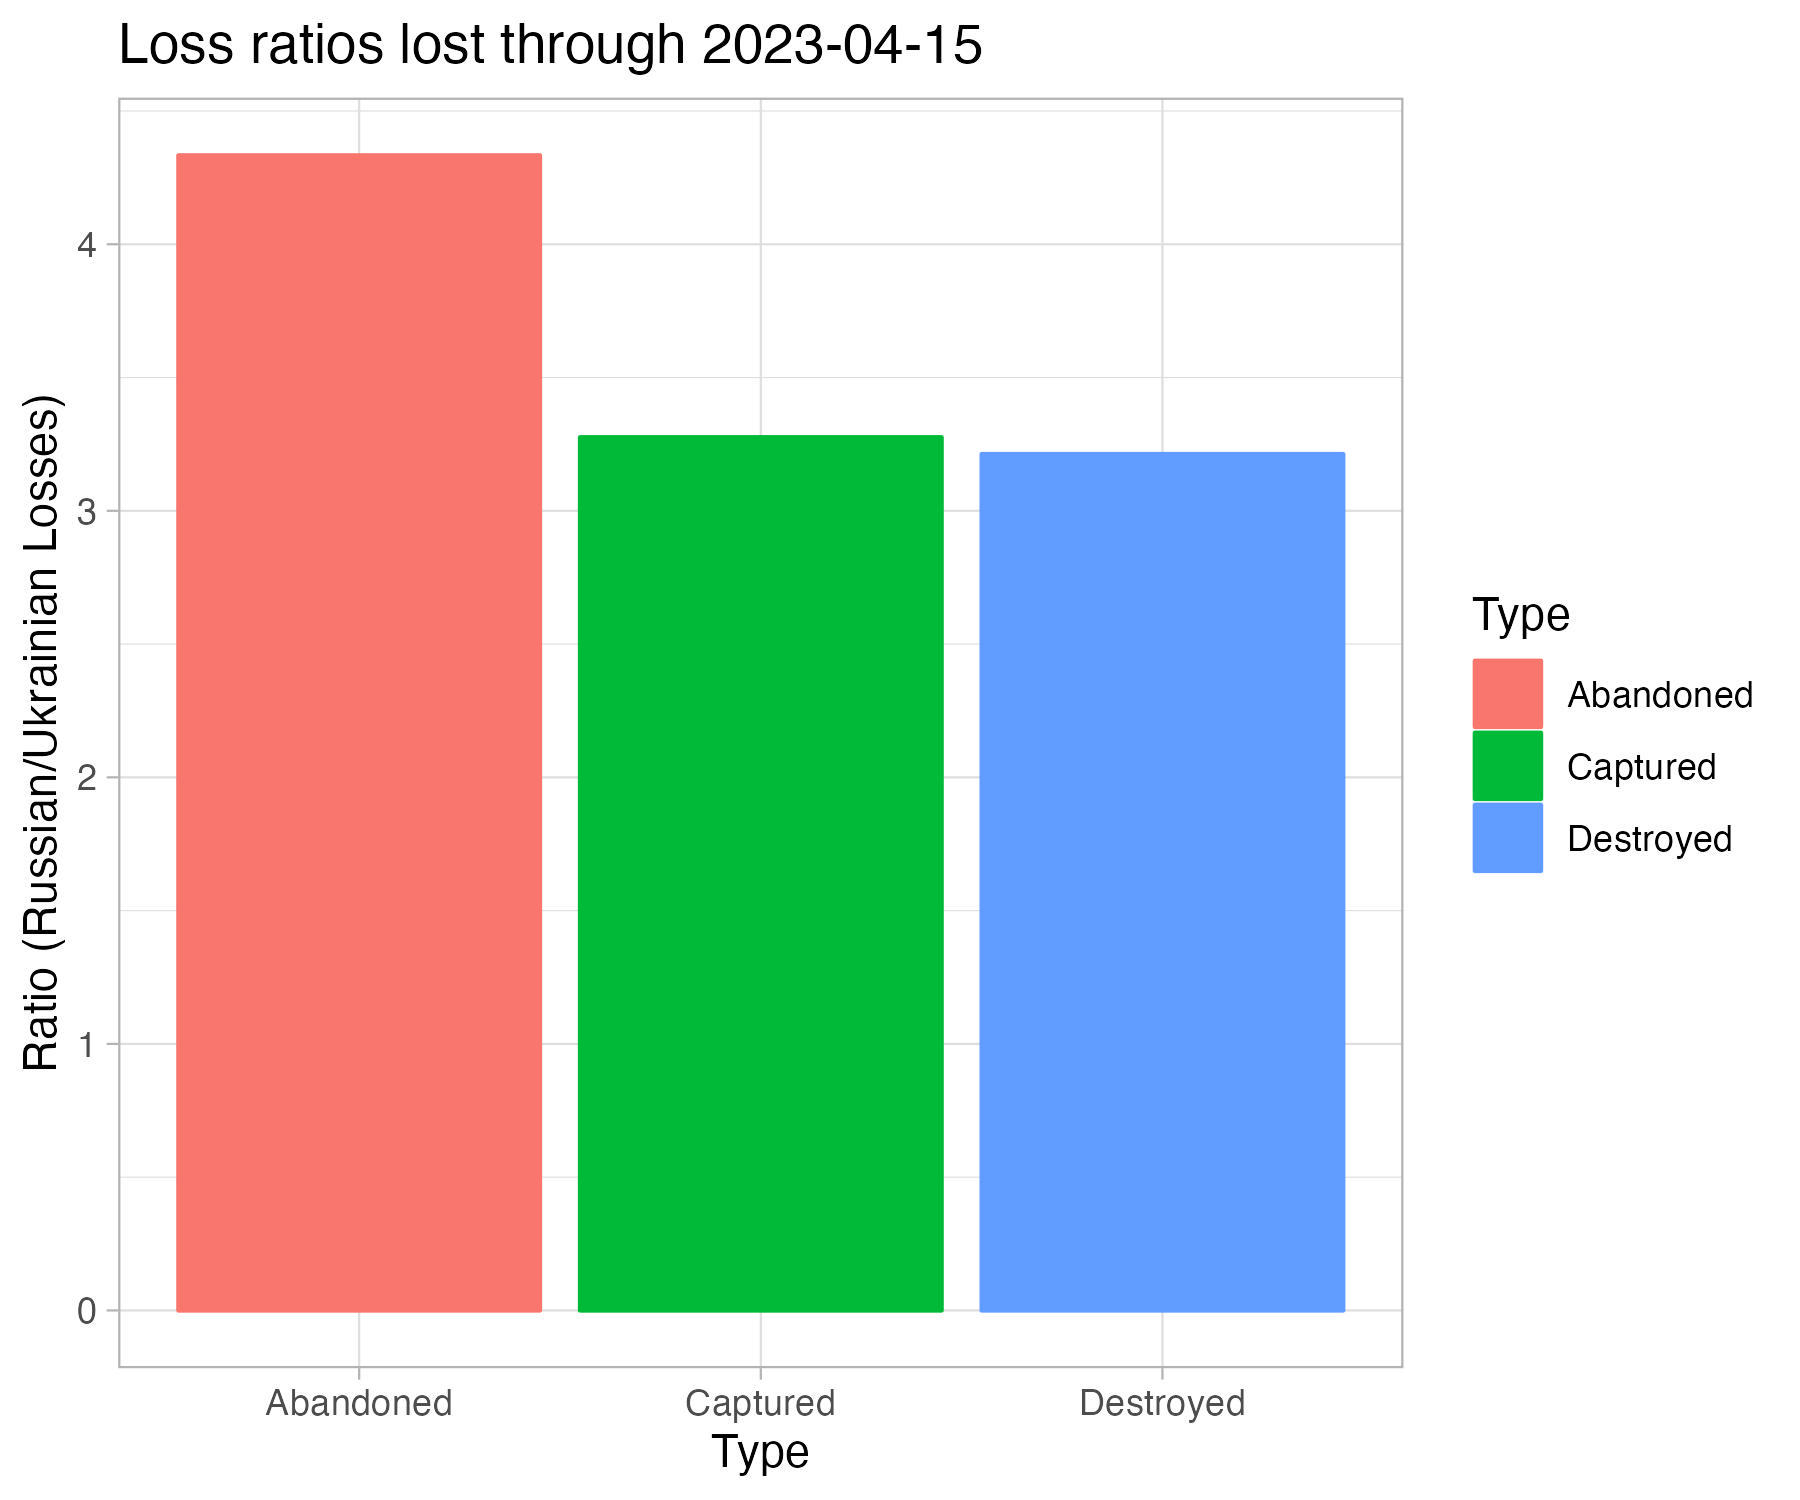 Loss ratios lost through 2023-04-15
Ratio (Russian/Ukrainian Losses)
4
3
2
1
0
Abandoned
Captured
Destroyed
Type
Type
Abandoned
Captured
Destroyed